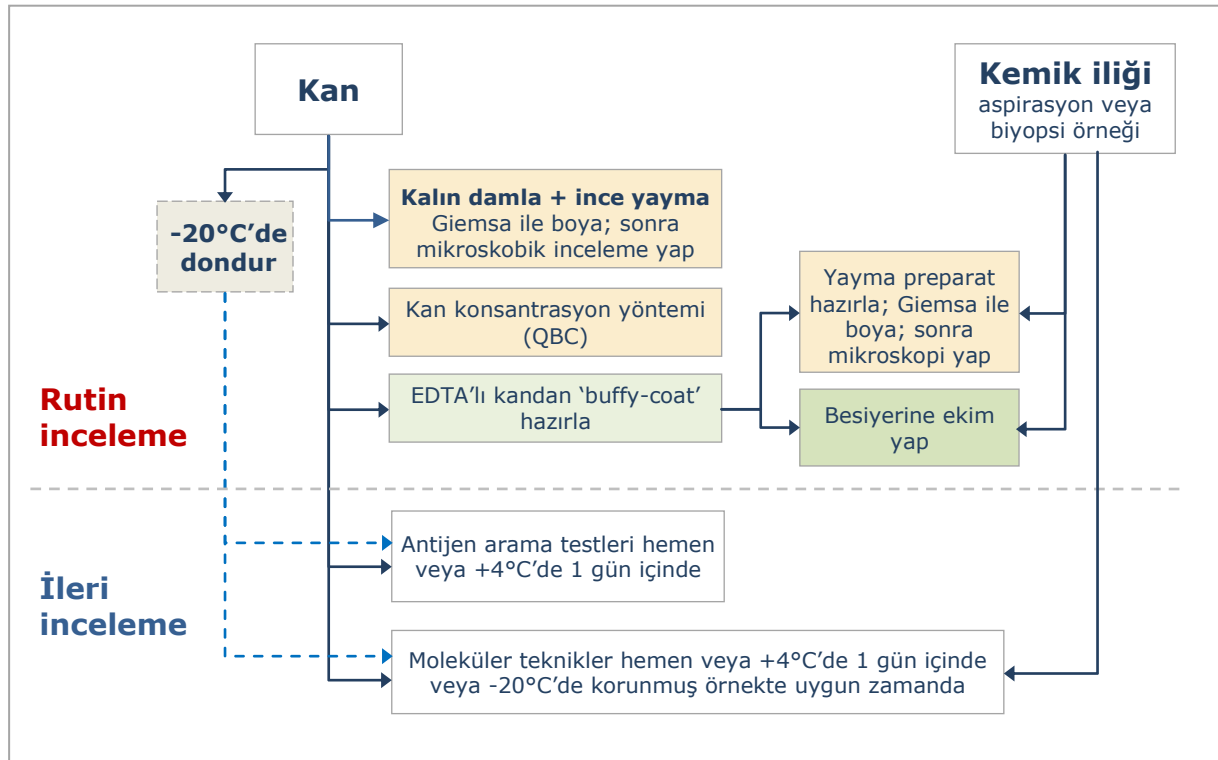 Kan
Kemik iliği
aspirasyon veya
biyopsi örneği
-20°C’de
dondur
Kalın damla + ince yayma
Giemsa ile boya; sonra
mikroskobik inceleme yap
Kan konsantrasyon yöntemi
(QBC)
EDTA’lı kandan ‘buffy-coat’
hazırla
Yayma preparat
hazırla; Giemsa ile
boya; sonra
mikroskopi yap
Besiyerine ekim
yap
Rutin
inceleme
Antijen arama testleri hemen
veya +4°C’de 1 gün içinde
İleri
inceleme
Moleküler teknikler hemen veya +4°C’de 1 gün içinde
veya -20°C’de korunmuş örnekte uygun zamanda